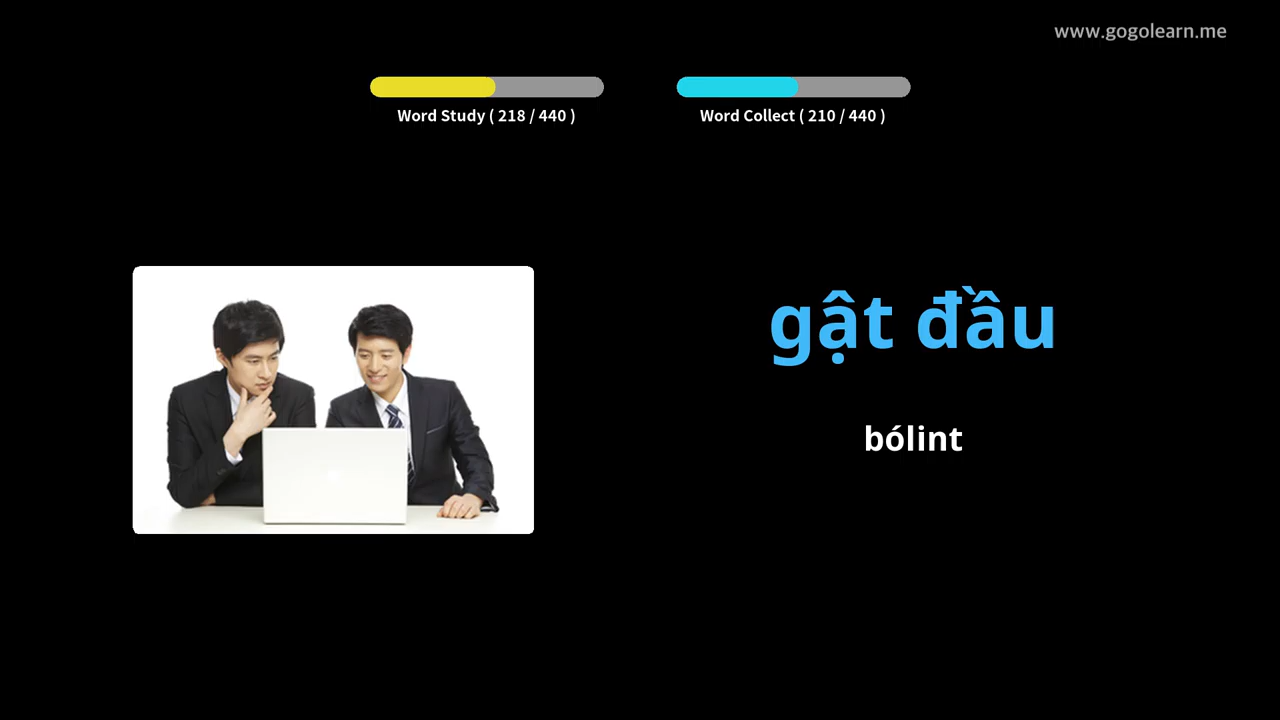 www.gogolearn.me
Word Study ( 218 / 440 )
Word Collect ( 210 / 440 )
gật đầu
bólint